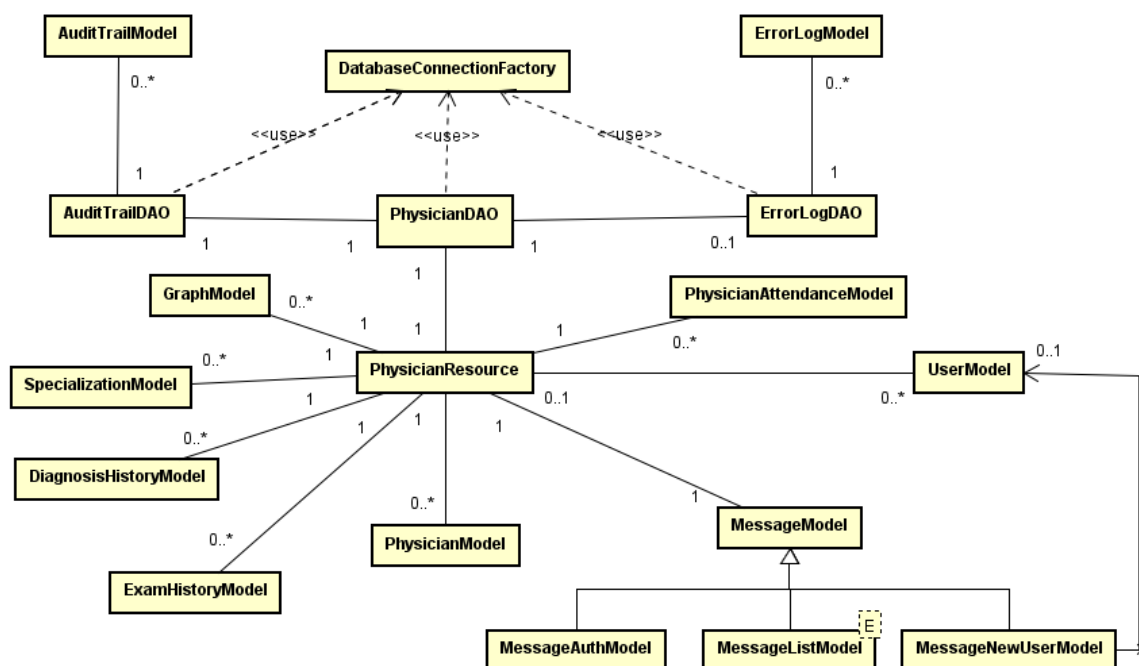 AuditTrailModel
ErrorLogModel
DatabaseConnectionFactory
0..*
0..*
<<use>>
<<use>>
<<use>>
1
1
AuditTrailDAO
PhysicianDAO
ErrorLogDAO
1
1
1
0..1
1
GraphModel
0..*
PhysicianAttendanceModel
1
1
1
0..*
0..1
0..*
1
PhysicianResource
UserModel
SpecializationModel
1
0..1
0..*
0..*
1
1
1
DiagnosisHistoryModel
0..*
1
MessageModel
0..*
PhysicianModel
ExamHistoryModel
E
MessageAuthModel
MessageListModel
MessageNewUserModel